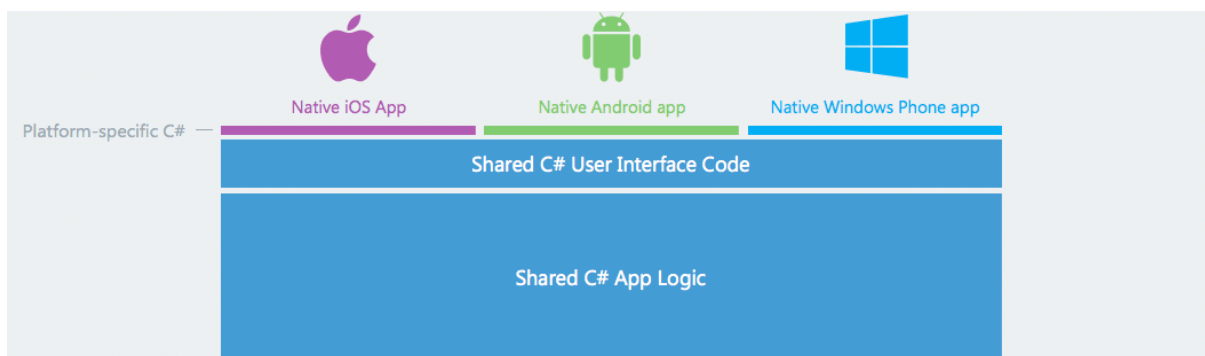 Native iOS App
Native Android app
Native Windows Phone app
Platform-specific C#
Shared C# User Interface Code
Shared C# App Logic